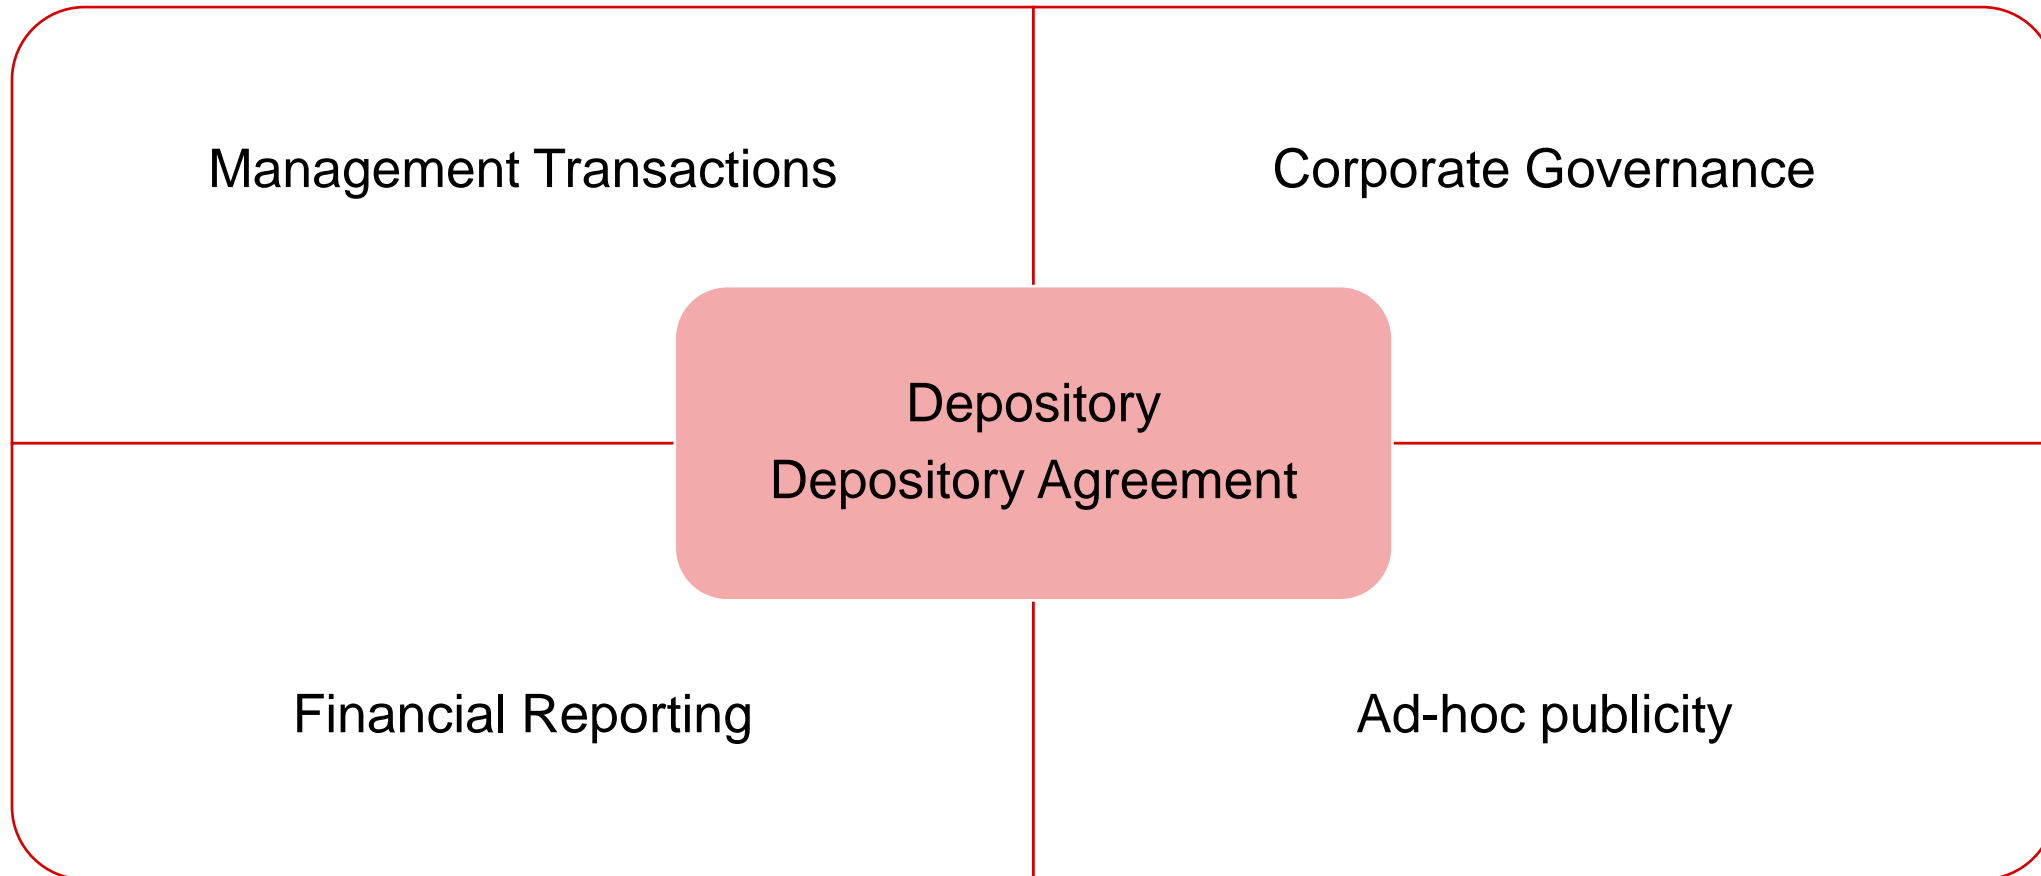 Management Transactions
Corporate Governance
Depository
Depository Agreement
Financial Reporting
Ad-hoc publicity